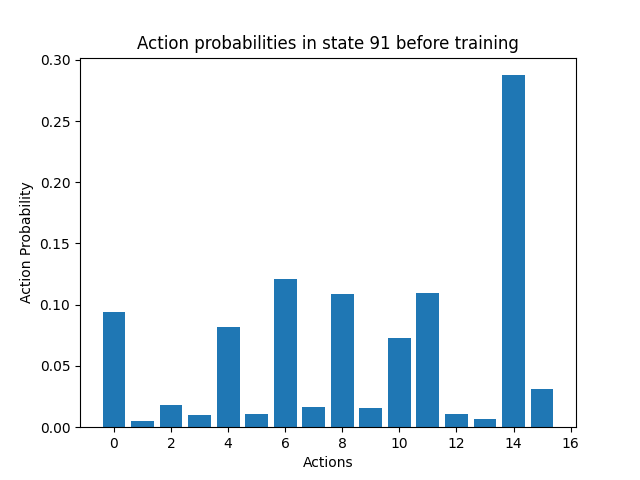 Action probabilities in state 91 before training
0.30
0.25
0.20
0.15
0.10
0.05
0.00
Action Probability
0 2 4 6 8 10 12 14 16
Actions